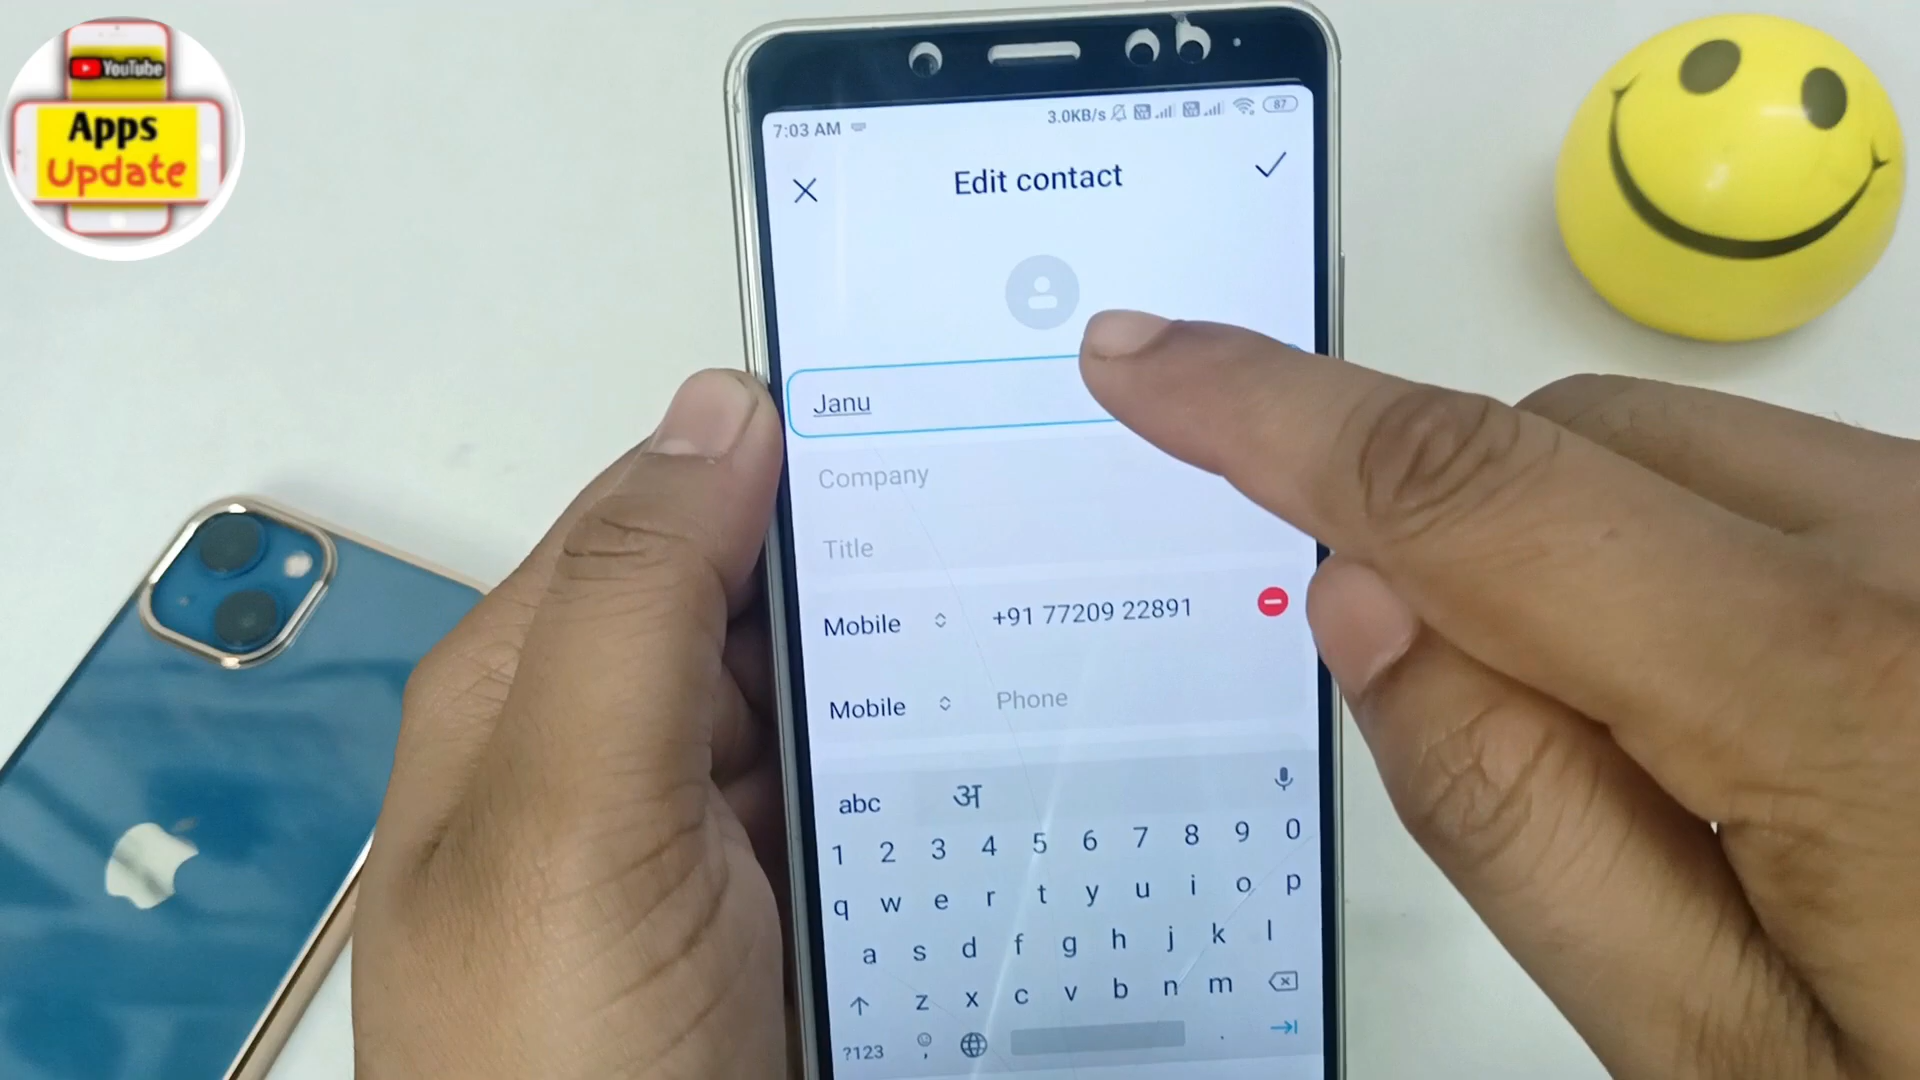 YouTube
Apps
Update
7:03 AM
3.0KB/s
87
Edit contact
Janu
Company
Title
Mobile
+91 77209 22891
Mobile
Phone
abc
अ
1 2 3 4 5 6 7 8 9 0
q w e r t y u i o p
a s d f g h j k l
z x c v b n m
?123 , .